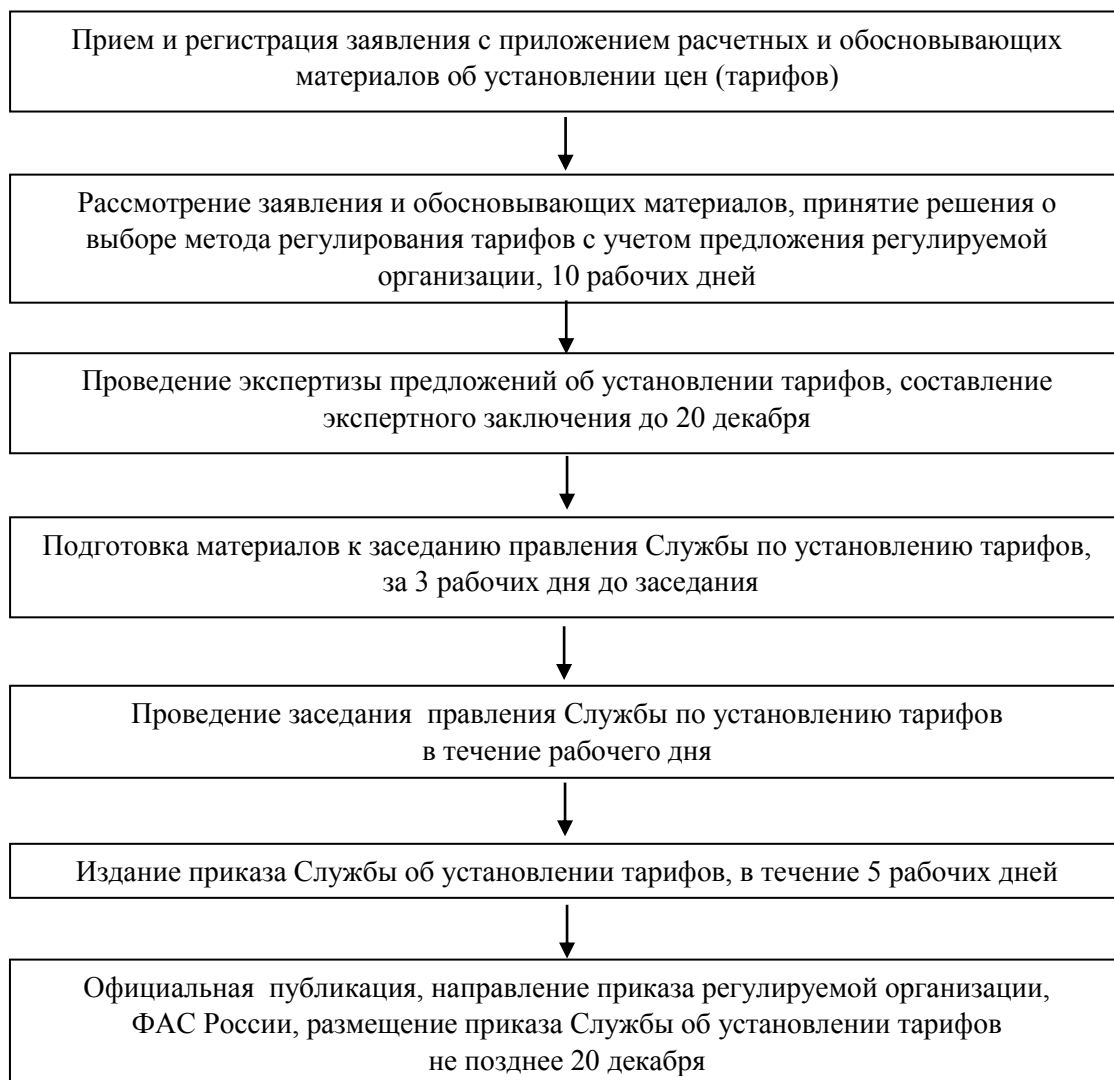 Прием и регистрация заявления с приложением расчетных и обосновывающих
материалов об установлении цен (тарифов)
Рассмотрение заявления и обосновывающих материалов, принятие решения о
выборе метода регулирования тарифов с учетом предложения регулируемой
организации, 10 рабочих дней
Проведение экспертизы предложений об установлении тарифов, составление
экспертного заключения до 20 декабря
Подготовка материалов к заседанию правления Службы по установлению тарифов,
за 3 рабочих дня до заседания
Проведение заседания правления Службы по установлению тарифов
в течение рабочего дня
Издание приказа Службы об установлении тарифов, в течение 5 рабочих дней
Официальная публикация, направление приказа регулируемой организации,
ФАС России, размещение приказа Службы об установлении тарифов
не позднее 20 декабря